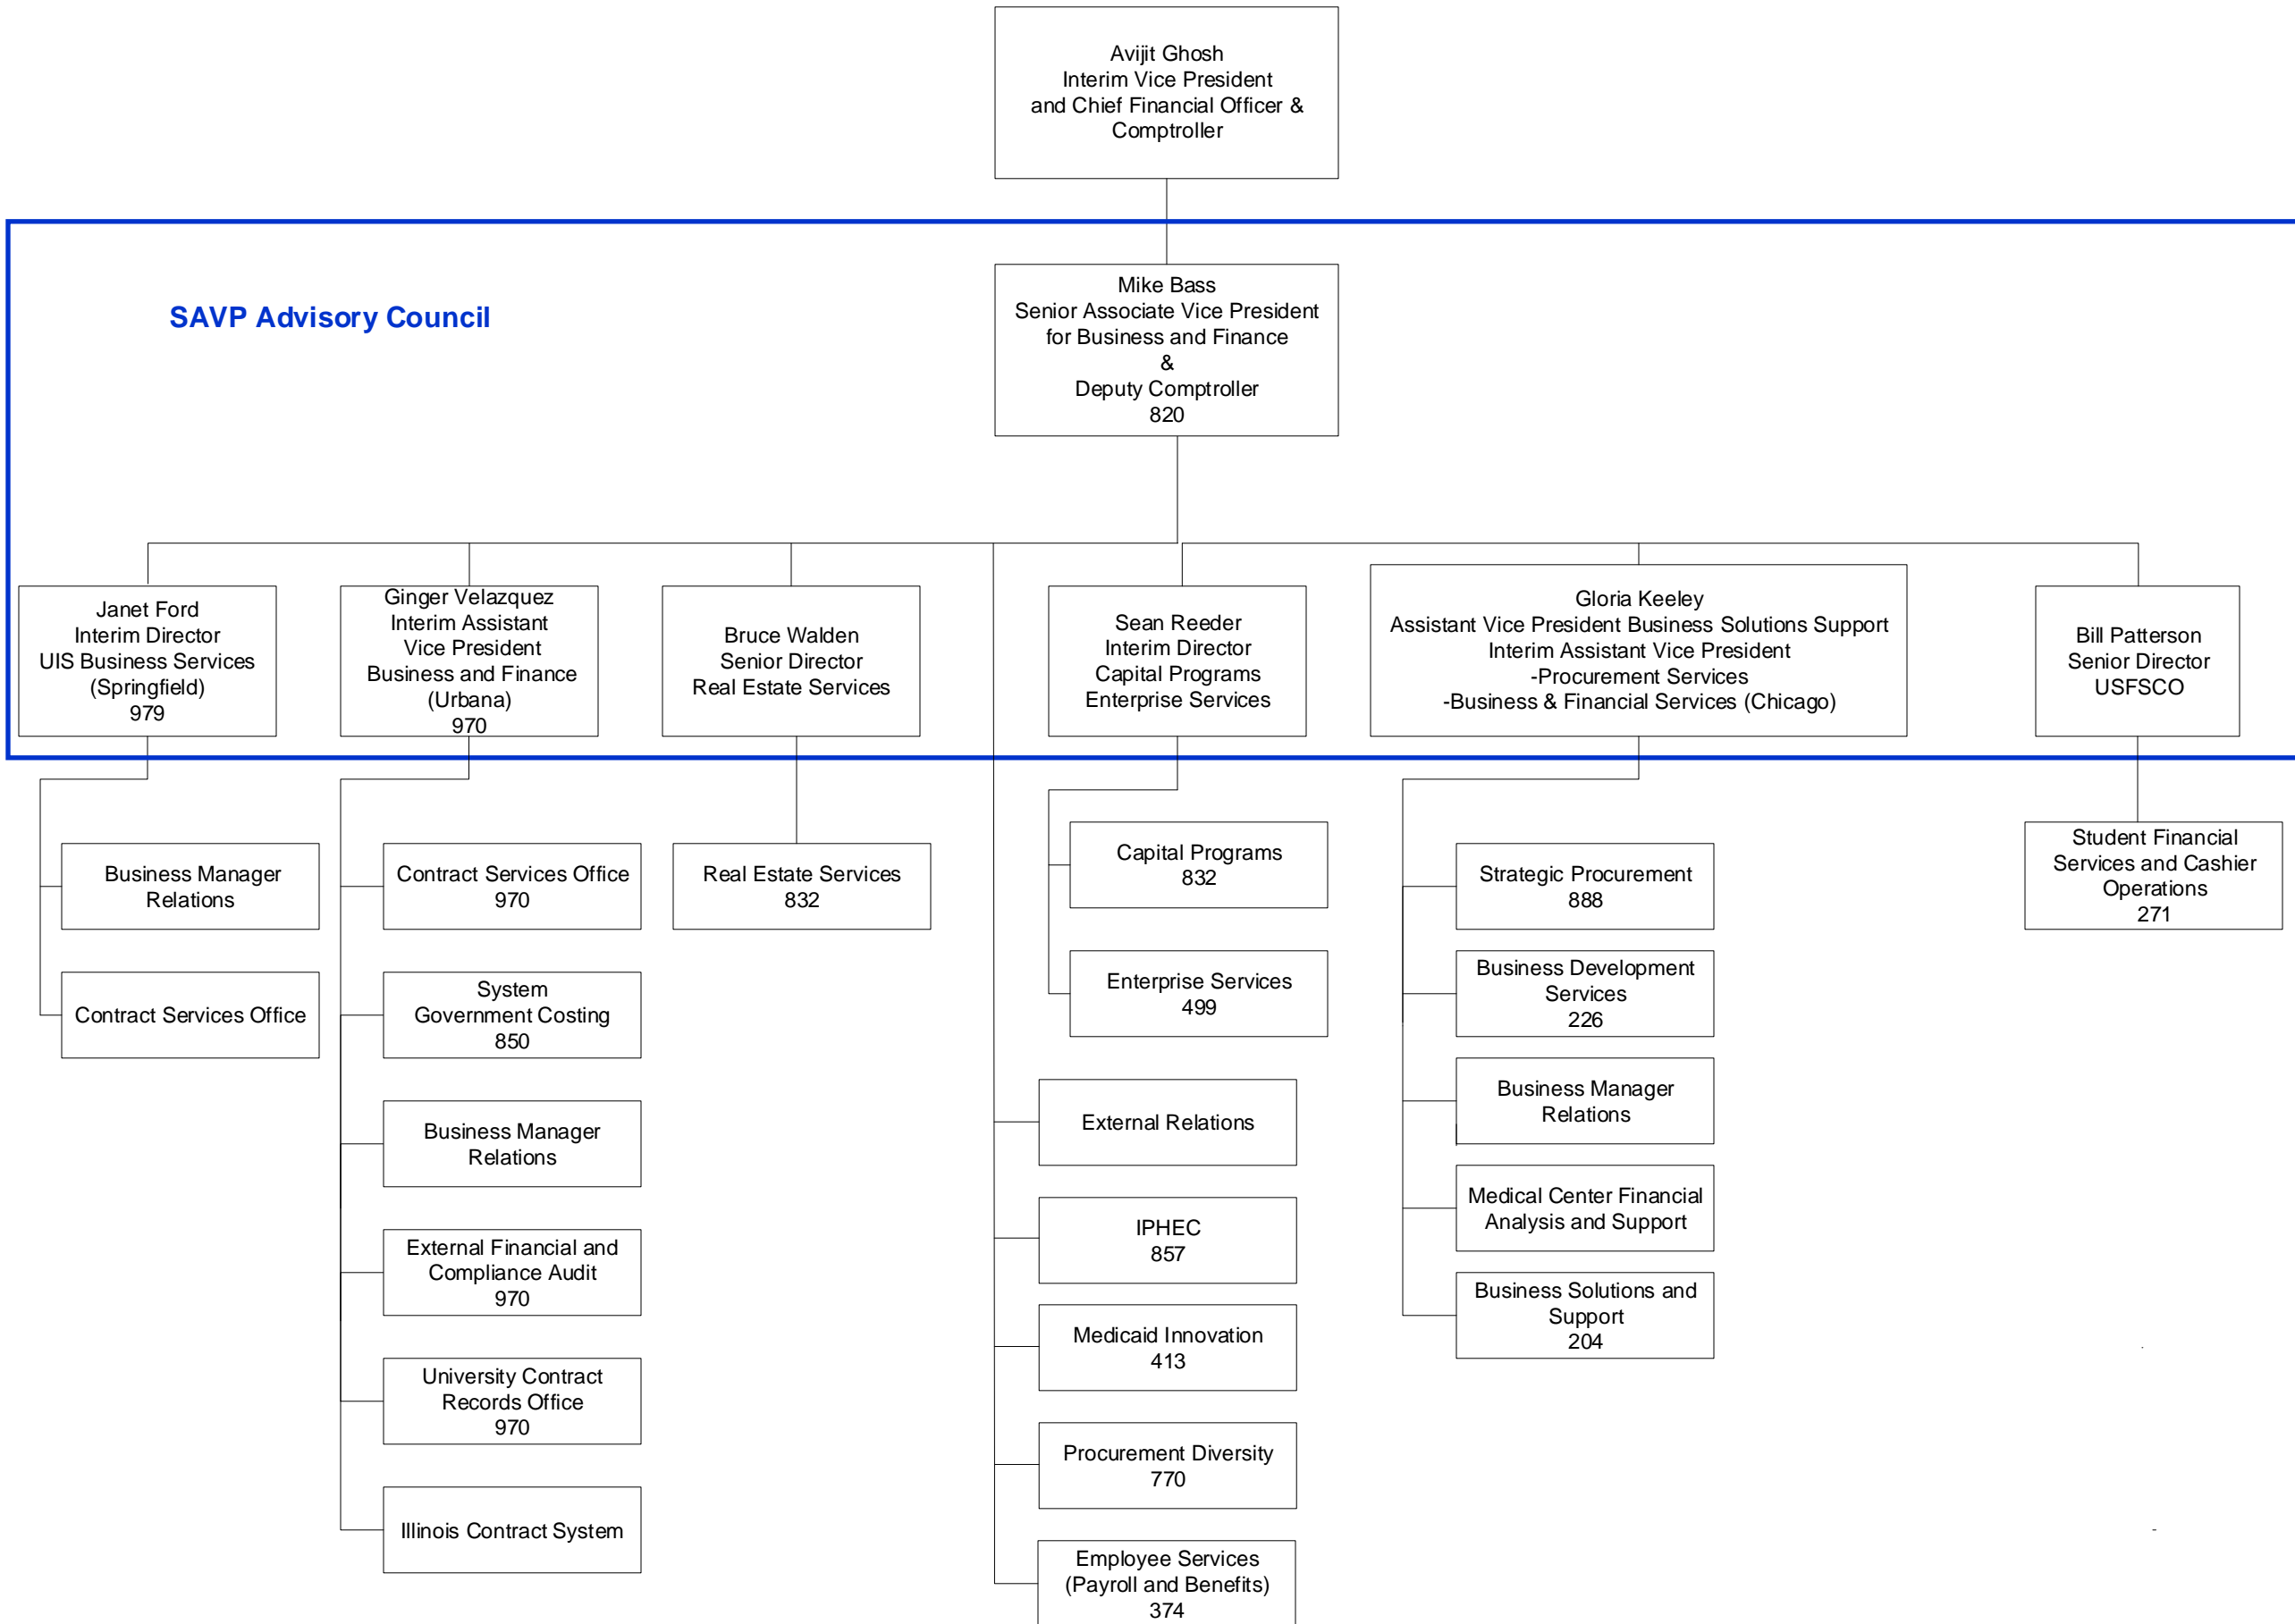 Avijit Ghosh
Interim Vice President
and Chief Financial Officer &
Comptroller
SAVP Advisory Council
Mike Bass
Senior Associate Vice President
for Business and Finance
&
Deputy Comptroller
820
Janet Ford
Interim Director
UIS Business Services
(Springfield)
979
Ginger Velazquez
Interim Assistant
Vice President
Business and Finance
(Urbana)
970
Bruce Walden
Senior Director
Real Estate Services
Sean Reeder
Interim Director
Capital Programs
Enterprise Services
Gloria Keeley
Assistant Vice President Business Solutions Support
Interim Assistant Vice President
-Procurement Services
-Business & Financial Services (Chicago)
Bill Patterson
Senior Director
USFSCO
Business Manager
Relations
Contract Services Office
Contract Services Office
970
System
Government Costing
850
Business Manager
Relations
External Financial and
Compliance Audit
970
University Contract
Records Office
970
Illinois Contract System
Real Estate Services
832
Capital Programs
832
Enterprise Services
499
External Relations
IPHEC
857
Medicaid Innovation
413
Procurement Diversity
770
Employee Services
(Payroll and Benefits)
374
Strategic Procurement
888
Business Development
Services
226
Business Manager
Relations
Medical Center Financial
Analysis and Support
Business Solutions and
Support
204
Student Financial
Services and Cashier
Operations
271